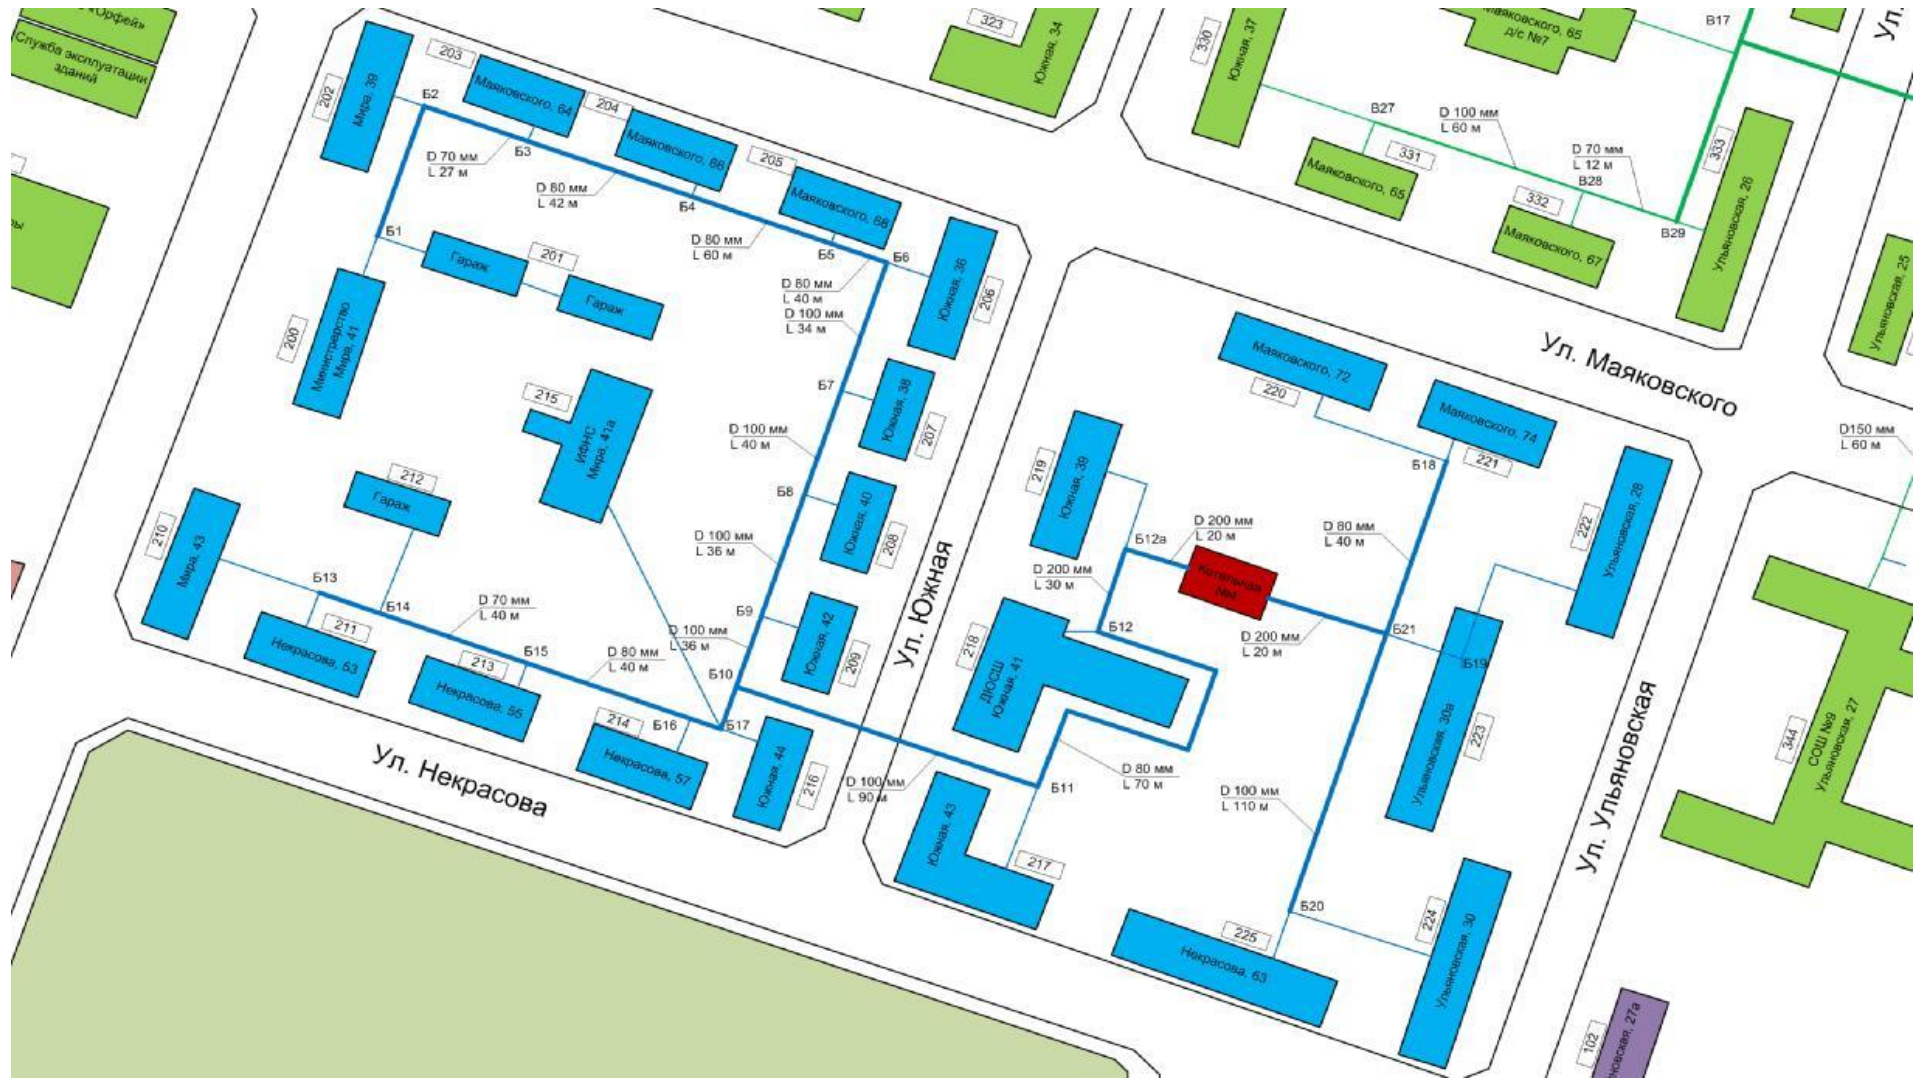 «Орфей»
Служба эксплуатации
зданий
202
Мира, 39
203
Б2
Маяковского, 64
204
Маяковского, 66
205
Маяковского, 68
D 70 мм
L 27 м
Б3
D 80 мм
L 42 м
Б4
D 80 мм
L 60 м
Б5
Б6
D 80 мм
L 40 м
D 100 мм
L 34 м
Южная, 36
206
Б1
Гараж
201
Гараж
200
Министерство
Мира, 41
215
ИФНС
Мира, 41а
Б7
Южная, 38
207
D 100 мм
L 40 м
Б8
Южная, 40
208
D 100 мм
L 36 м
Б9
Южная, 42
209
D 100 мм
L 36 м
Б10
212
Гараж
210
Мира, 43
Б13
Б14
211
Некрасова, 53
D 70 мм
L 40 м
213
Б15
Некрасова, 55
D 80 мм
L 40 м
214
Б16
Некрасова, 57
Б17
Южная, 44
216
Ул. Некрасова
Ул. Южная
323
Южная, 34
330
Южная, 37
Маяковского, 65
д/с №7
В17
Ул.
В27
D 100 мм
L 60 м
331
Маяковского, 65
D 70 мм
L 12 м
В28
332
Маяковского, 67
В29
333
Ульяновская, 26
Ульяновская, 25
Ул. Маяковского
Маяковского, 72
220
Маяковского, 74
221
Б18
219
Южная, 39
Б12а
D 200 мм
L 20 м
Котельная
№4
D 200 мм
L 30 м
Б12
D 80 мм
L 40 м
222
Ульяновская, 28
D 200 мм
L 20 м
Б21
Б19
Ульяновская, 30а
223
218
ДЮСШ
Южная, 41
D 80 мм
L 70 м
D 100 мм
L 90 м
Б11
Южная, 43
217
D 100 мм
L 110 м
Б20
225
Некрасова, 63
224
Ульяновская, 30
Ул. Ульяновская
D150 мм
L 60 м
344
СОШ №9
Ульяновская, 27
102
новская, 27а